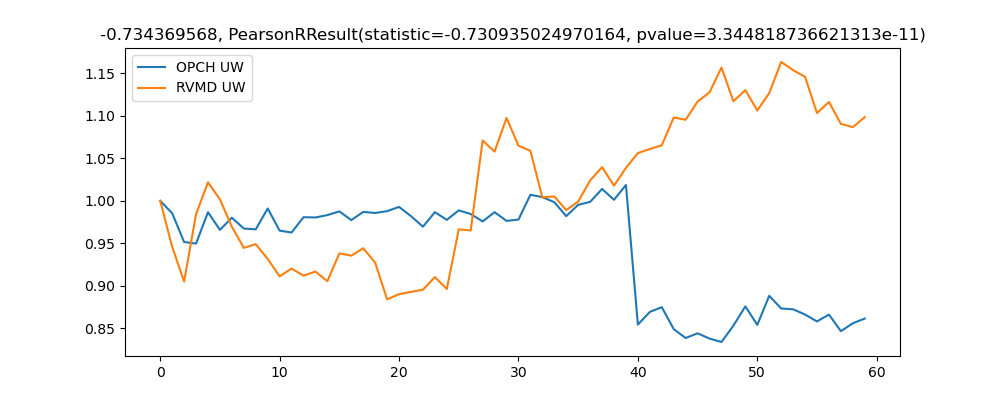 -0.734369568, PearsonRResult(statistic=-0.730935024970164, pvalue=3.344818736621313e-11)
OPCH UW
RVMD UW
1.15
1.10
1.05
1.00
0.95
0.90
0.85
0 10 20 30 40 50 60